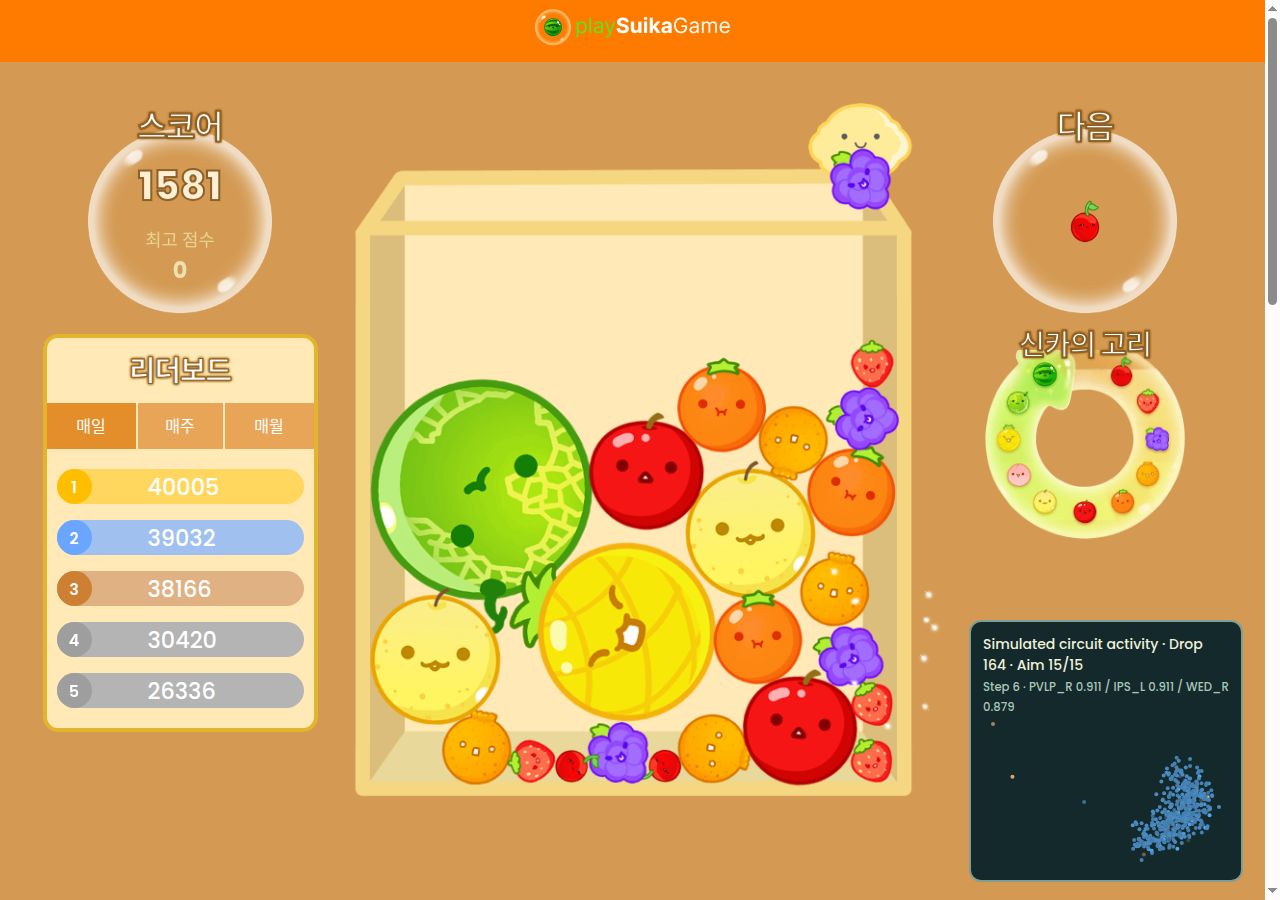 playSuikaGame
스코어
1581
최고 점수
0
다음
신카의 고리
리더보드
매일 매주 매월
1 40005
2 39032
3 38166
4 30420
5 26336
Simulated circuit activity · Drop
164 · Aim 15/15
Step 6 · PVLP_R 0.911 / IPS_L 0.911 / WED_R
0.879